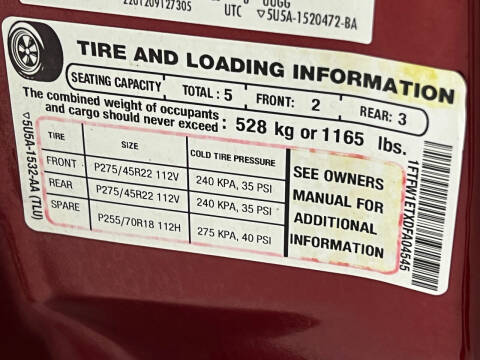 2201209127305
UTC ▽5U5A-1520472-BA
TIRE AND LOADING INFORMATION
SEATING CAPACITY TOTAL : 5 FRONT: 2 REAR: 3
The combined weight of occupants
and cargo should never exceed : 528 kg or 1165 lbs.
TIRE SIZE COLD TIRE PRESSURE
FRONT P275/45R22 112V 240 KPA, 35 PSI
REAR P275/45R22 112V 240 KPA, 35 PSI
SPARE P255/70R18 112H 275 KPA, 40 PSI
SEE OWNERS
MANUAL FOR
ADDITIONAL
INFORMATION
▽5U5A-1532-AA (TLU)
1FTFW1ETXDFA04545